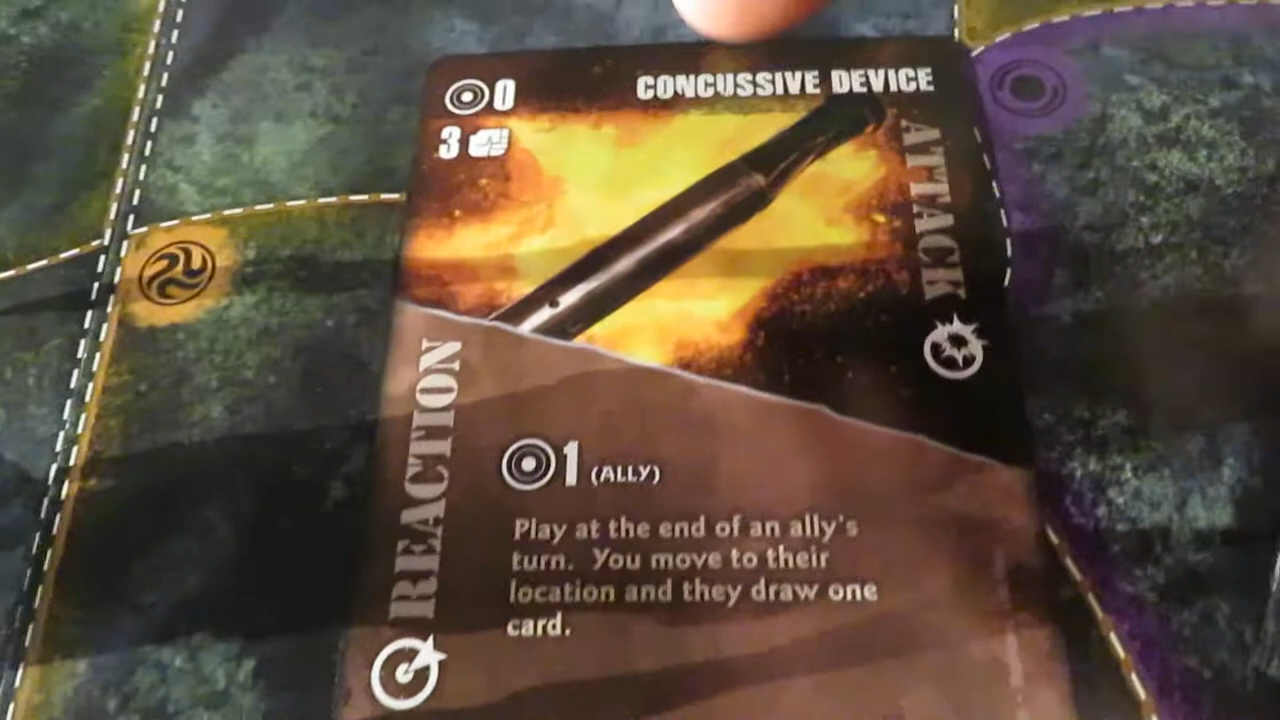 0
CONCUSSIVE DEVICE
3
ATTACK
REACTION
1 (ALLY)
Play at the end of an ally's
turn. You move to their
location and they draw one
card.